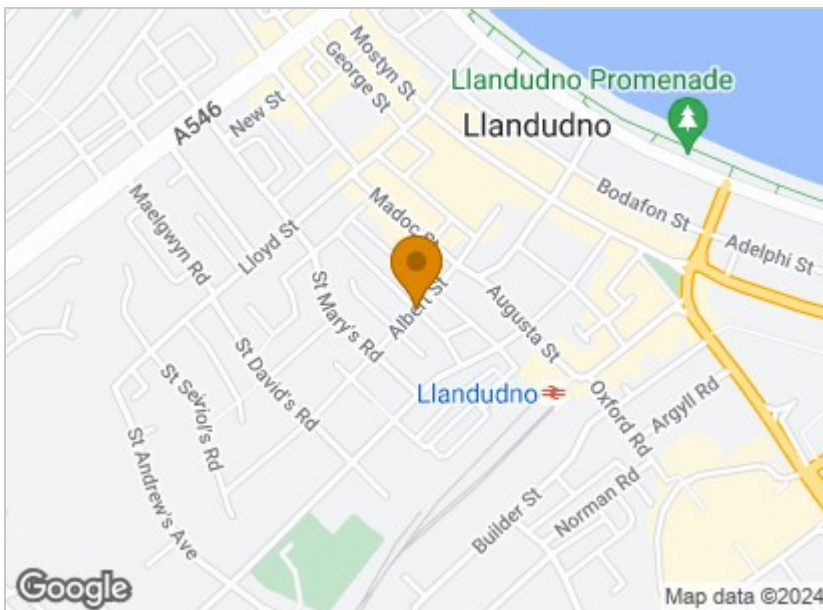 Mostyn St
George St
A546
New St
Llandudno Promenade
Llandudno
Bodafon St
Adelphi St
Maelgwyn Rd
Lloyd St
Madoc St
Albert St
St Mary's Rd
Augusta St
St David's Rd
St Seiriol's Rd
Llandudno
Oxford Rd
Argyll Rd
St Andrew's Ave
Builder St
Norman Rd
Google
Map data ©2024